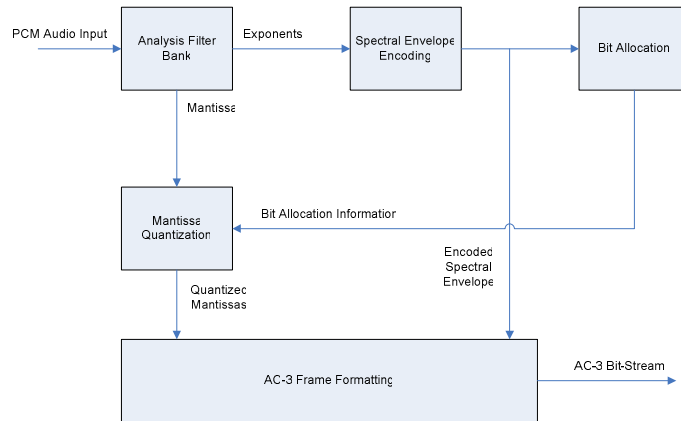 PCM Audio Input
Analysis Filter
Bank
Exponents
Spectral Envelope
Encoding
Bit Allocation
Mantissa
Mantissa
Quantization
Bit Allocation Information
Encoded
Spectral
Envelope
Quantized
Mantissas
AC-3 Frame Formatting
AC-3 Bit-Stream